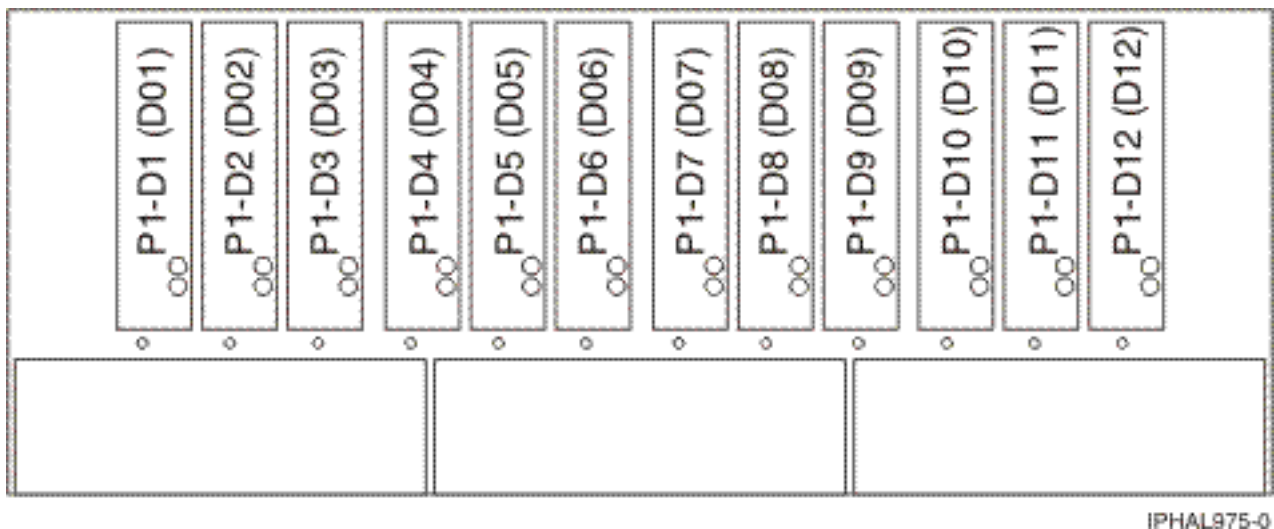 P1-D1 (D01)
P1-D2 (D02)
P1-D3 (D03)
P1-D4 (D04)
P1-D5 (D05)
P1-D6 (D06)
P1-D7 (D07)
P1-D8 (D08)
P1-D9 (D09)
P1-D10 (D10)
P1-D11 (D11)
P1-D12 (D12)
IPHAL975-0